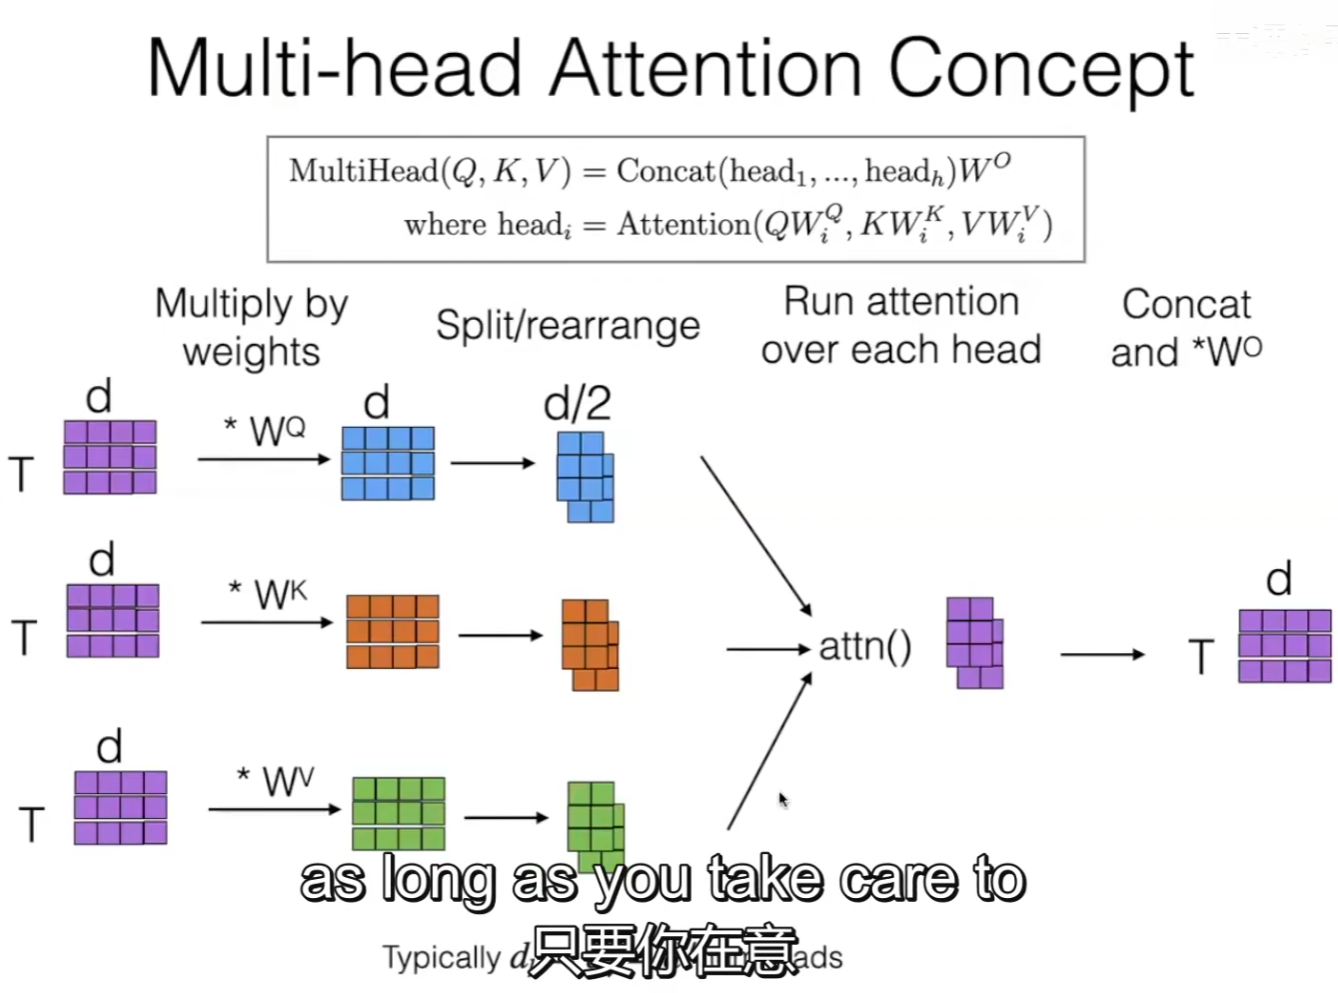 Multi-head Attention Concept
MultiHead(Q, K, V) = Concat(head₁, ..., headₕ)W^O
where headᵢ = Attention(QWᵢ^Q, KWᵢ^K, VWᵢ^V)
Multiply by
weights
Split/rearrange
Run attention
over each head
Concat
and *W^O
d
d
d/2
* W^Q
T
d
* W^K
T
attn()
d
T
d
* W^V
T
as long as you take care to
只要你在意
Typically d